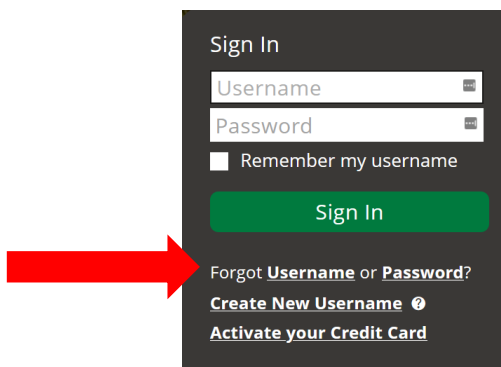 Sign In
Username
Password
Remember my username
Sign In
Forgot Username or Password?
Create New Username ?
Activate your Credit Card